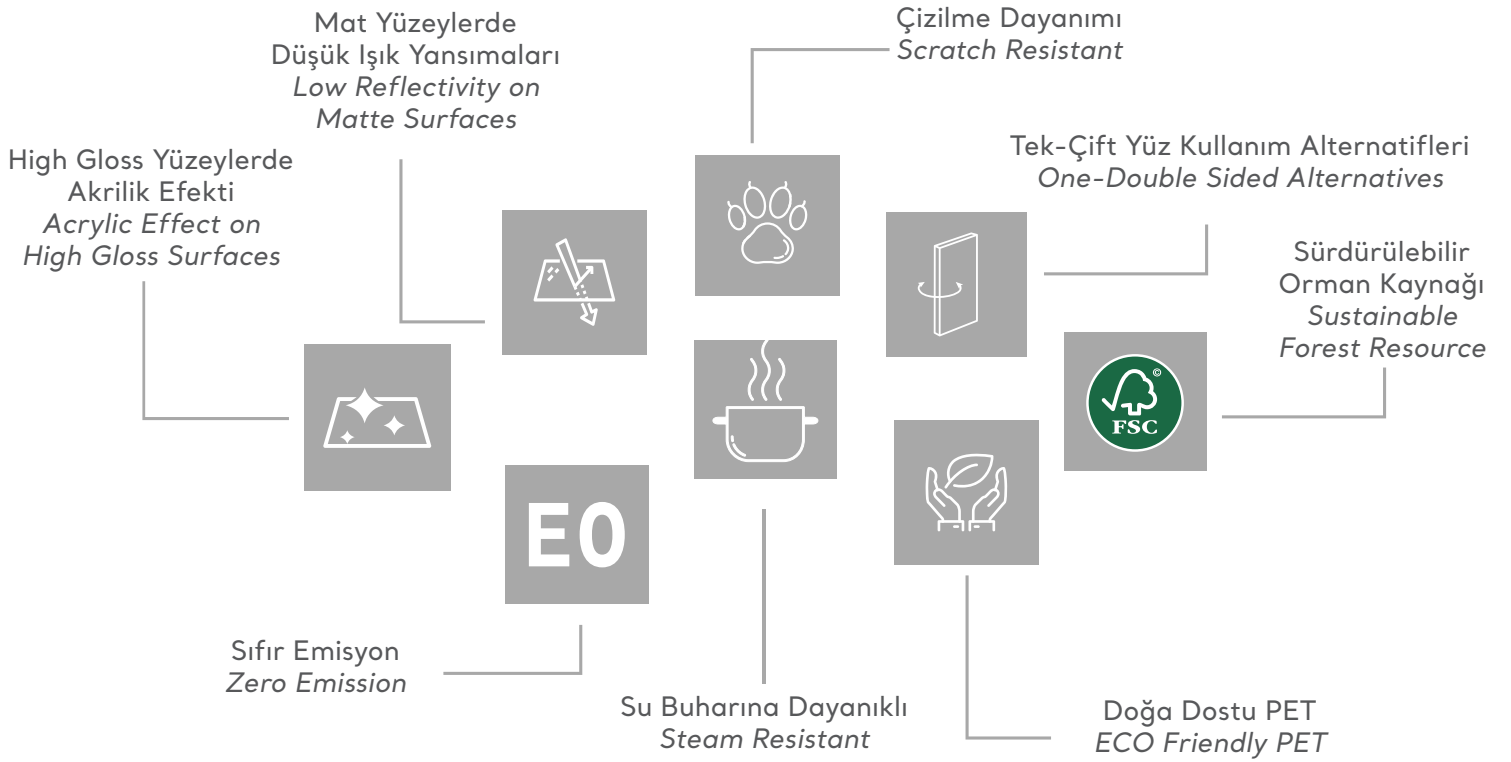 Mat Yüzeylerde
Düşük Işık Yansımaları
Low Reflectivity on
Matte Surfaces
Çizilme Dayanımı
Scratch Resistant
High Gloss Yüzeylerde
Akrilik Efekti
Acrylic Effect on
High Gloss Surfaces
Tek-Çift Yüz Kullanım Alternatifleri
One-Double Sided Alternatives
Sürdürülebilir
Orman Kaynağı
Sustainable
Forest Resource
©
FSC
E0
Sıfır Emisyon
Zero Emission
Su Buharına Dayanıklı
Steam Resistant
Doğa Dostu PET
ECO Friendly PET